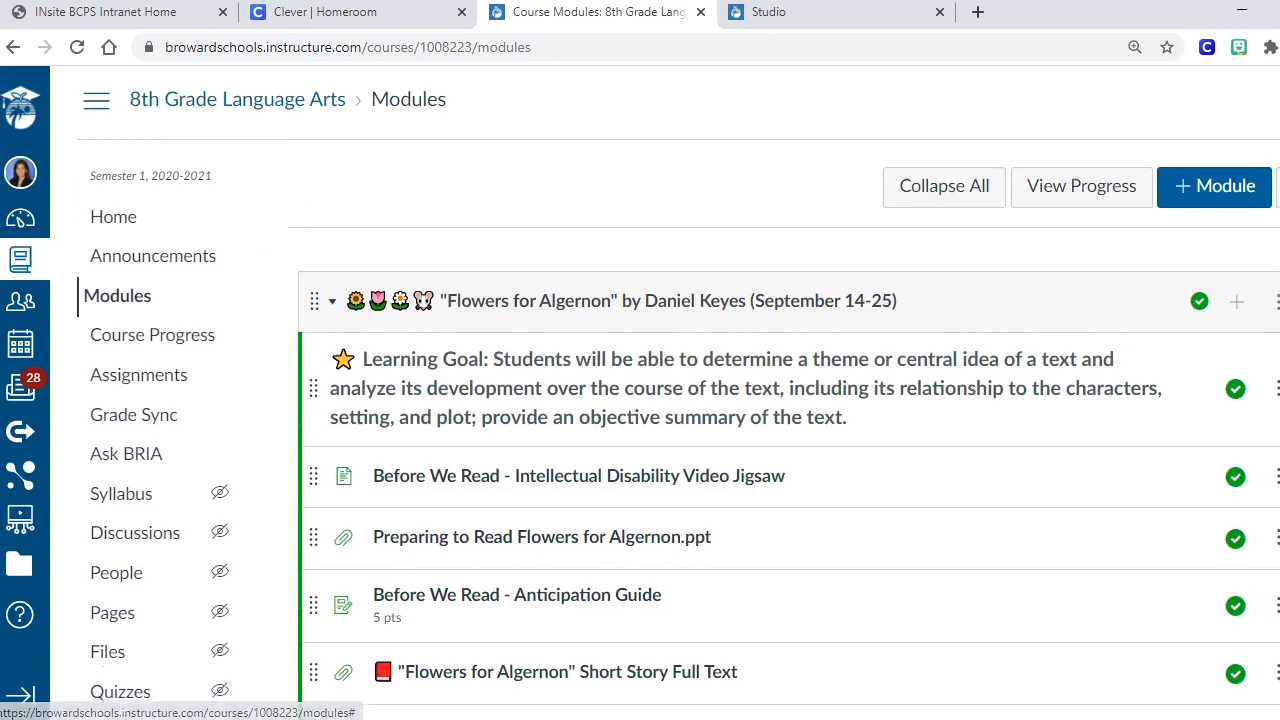 INsite BCPS Intranet Home
Clever | Homeroom
Course Modules: 8th Grade Lang
Studio
browardschools.instructure.com/courses/1008223/modules
8th Grade Language Arts › Modules
Semester 1, 2020-2021
Collapse All
View Progress
+ Module
Home
Announcements
Modules
Course Progress
Assignments
Grade Sync
Ask BRIA
Syllabus
Discussions
People
Pages
Files
Quizzes
28
"Flowers for Algernon" by Daniel Keyes (September 14-25)
Learning Goal: Students will be able to determine a theme or central idea of a text and
analyze its development over the course of the text, including its relationship to the characters,
setting, and plot; provide an objective summary of the text.
Before We Read - Intellectual Disability Video Jigsaw
Preparing to Read Flowers for Algernon.ppt
Before We Read - Anticipation Guide
5 pts
"Flowers for Algernon" Short Story Full Text
https://browardschools.instructure.com/courses/1008223/modules#